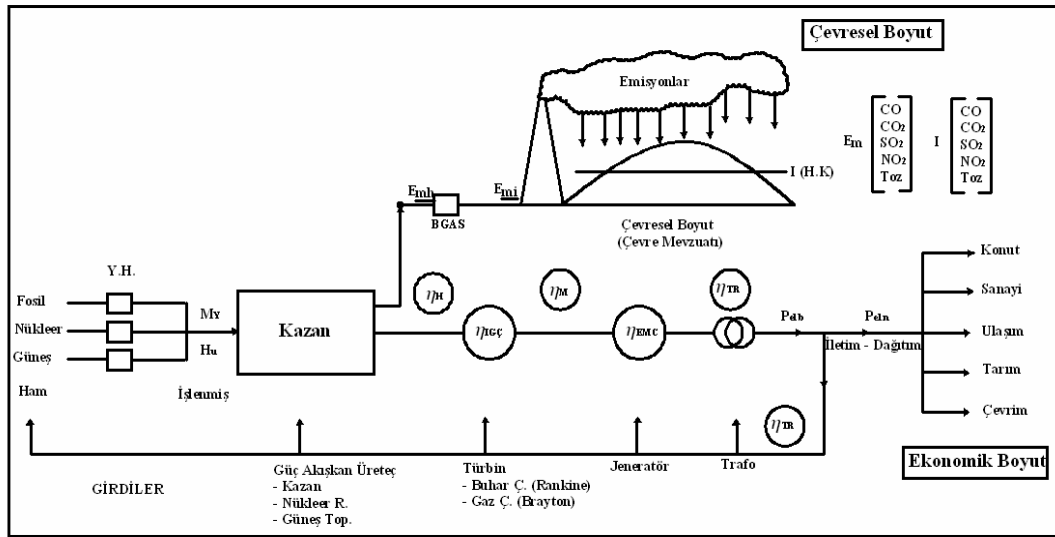 Çevresel Boyut
Emisyonlar
Em
CO
CO2
SO2
NO2
Toz
I
CO
CO2
SO2
NO2
Toz
I (H.K)
Emh
Emi
BGAS
Çevresel Boyut
(Çevre Mevzuatı)
Y.H.
Fosil
Nükleer
Güneş
Ham
MY
Hu
İşlenmiş
Kazan
ηH
ηIGÇ
ηM
ηEMC
ηTR
Pelb
Peln
İletim - Dağıtım
Konut
Sanayi
Ulaşım
Tarım
Çevrim
ηTR
Ekonomik Boyut
GİRDİLER
Güç Akışkan Üreteç
- Kazan
- Nükleer R.
- Güneş Top.
Türbin
- Buhar Ç. (Rankine)
- Gaz Ç. (Brayton)
Jeneratör
Trafo